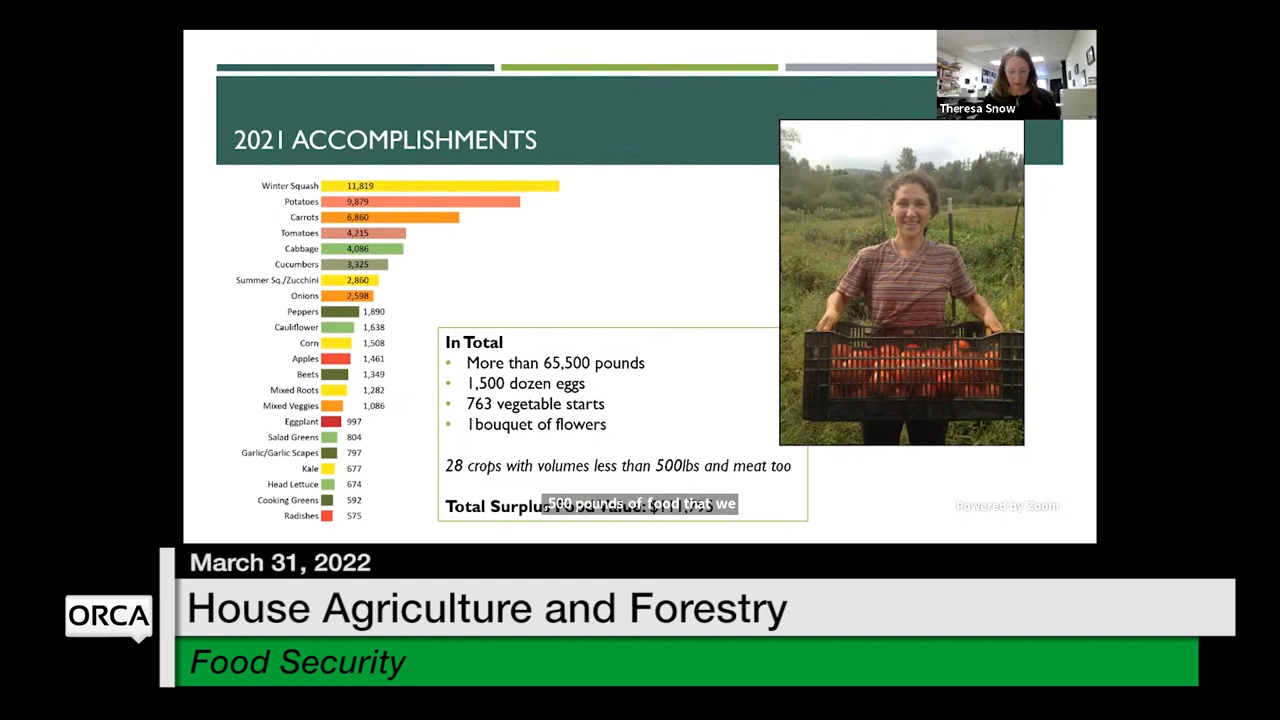 Theresa Snow
2021 ACCOMPLISHMENTS
Winter Squash 11,819
Potatoes 9,879
Carrots 6,860
Tomatoes 4,215
Cabbage 4,086
Cucumbers 3,325
Summer Sq./Zucchini 2,860
Onions 2,598
Peppers 1,890
Cauliflower 1,638
Corn 1,508
Apples 1,461
Beets 1,349
Mixed Roots 1,282
Mixed Veggies 1,086
Eggplant 997
Salad Greens 804
Garlic/Garlic Scapes 797
Kale 677
Head Lettuce 674
Cooking Greens 592
Radishes 575
In Total
• More than 65,500 pounds
• 1,500 dozen eggs
• 763 vegetable starts
• 1bouquet of flowers
28 crops with volumes less than 500lbs and meat too
Total Surplus
500 pounds of food that we
Powered by Zoom
March 31, 2022
House Agriculture and Forestry
ORCA
Food Security